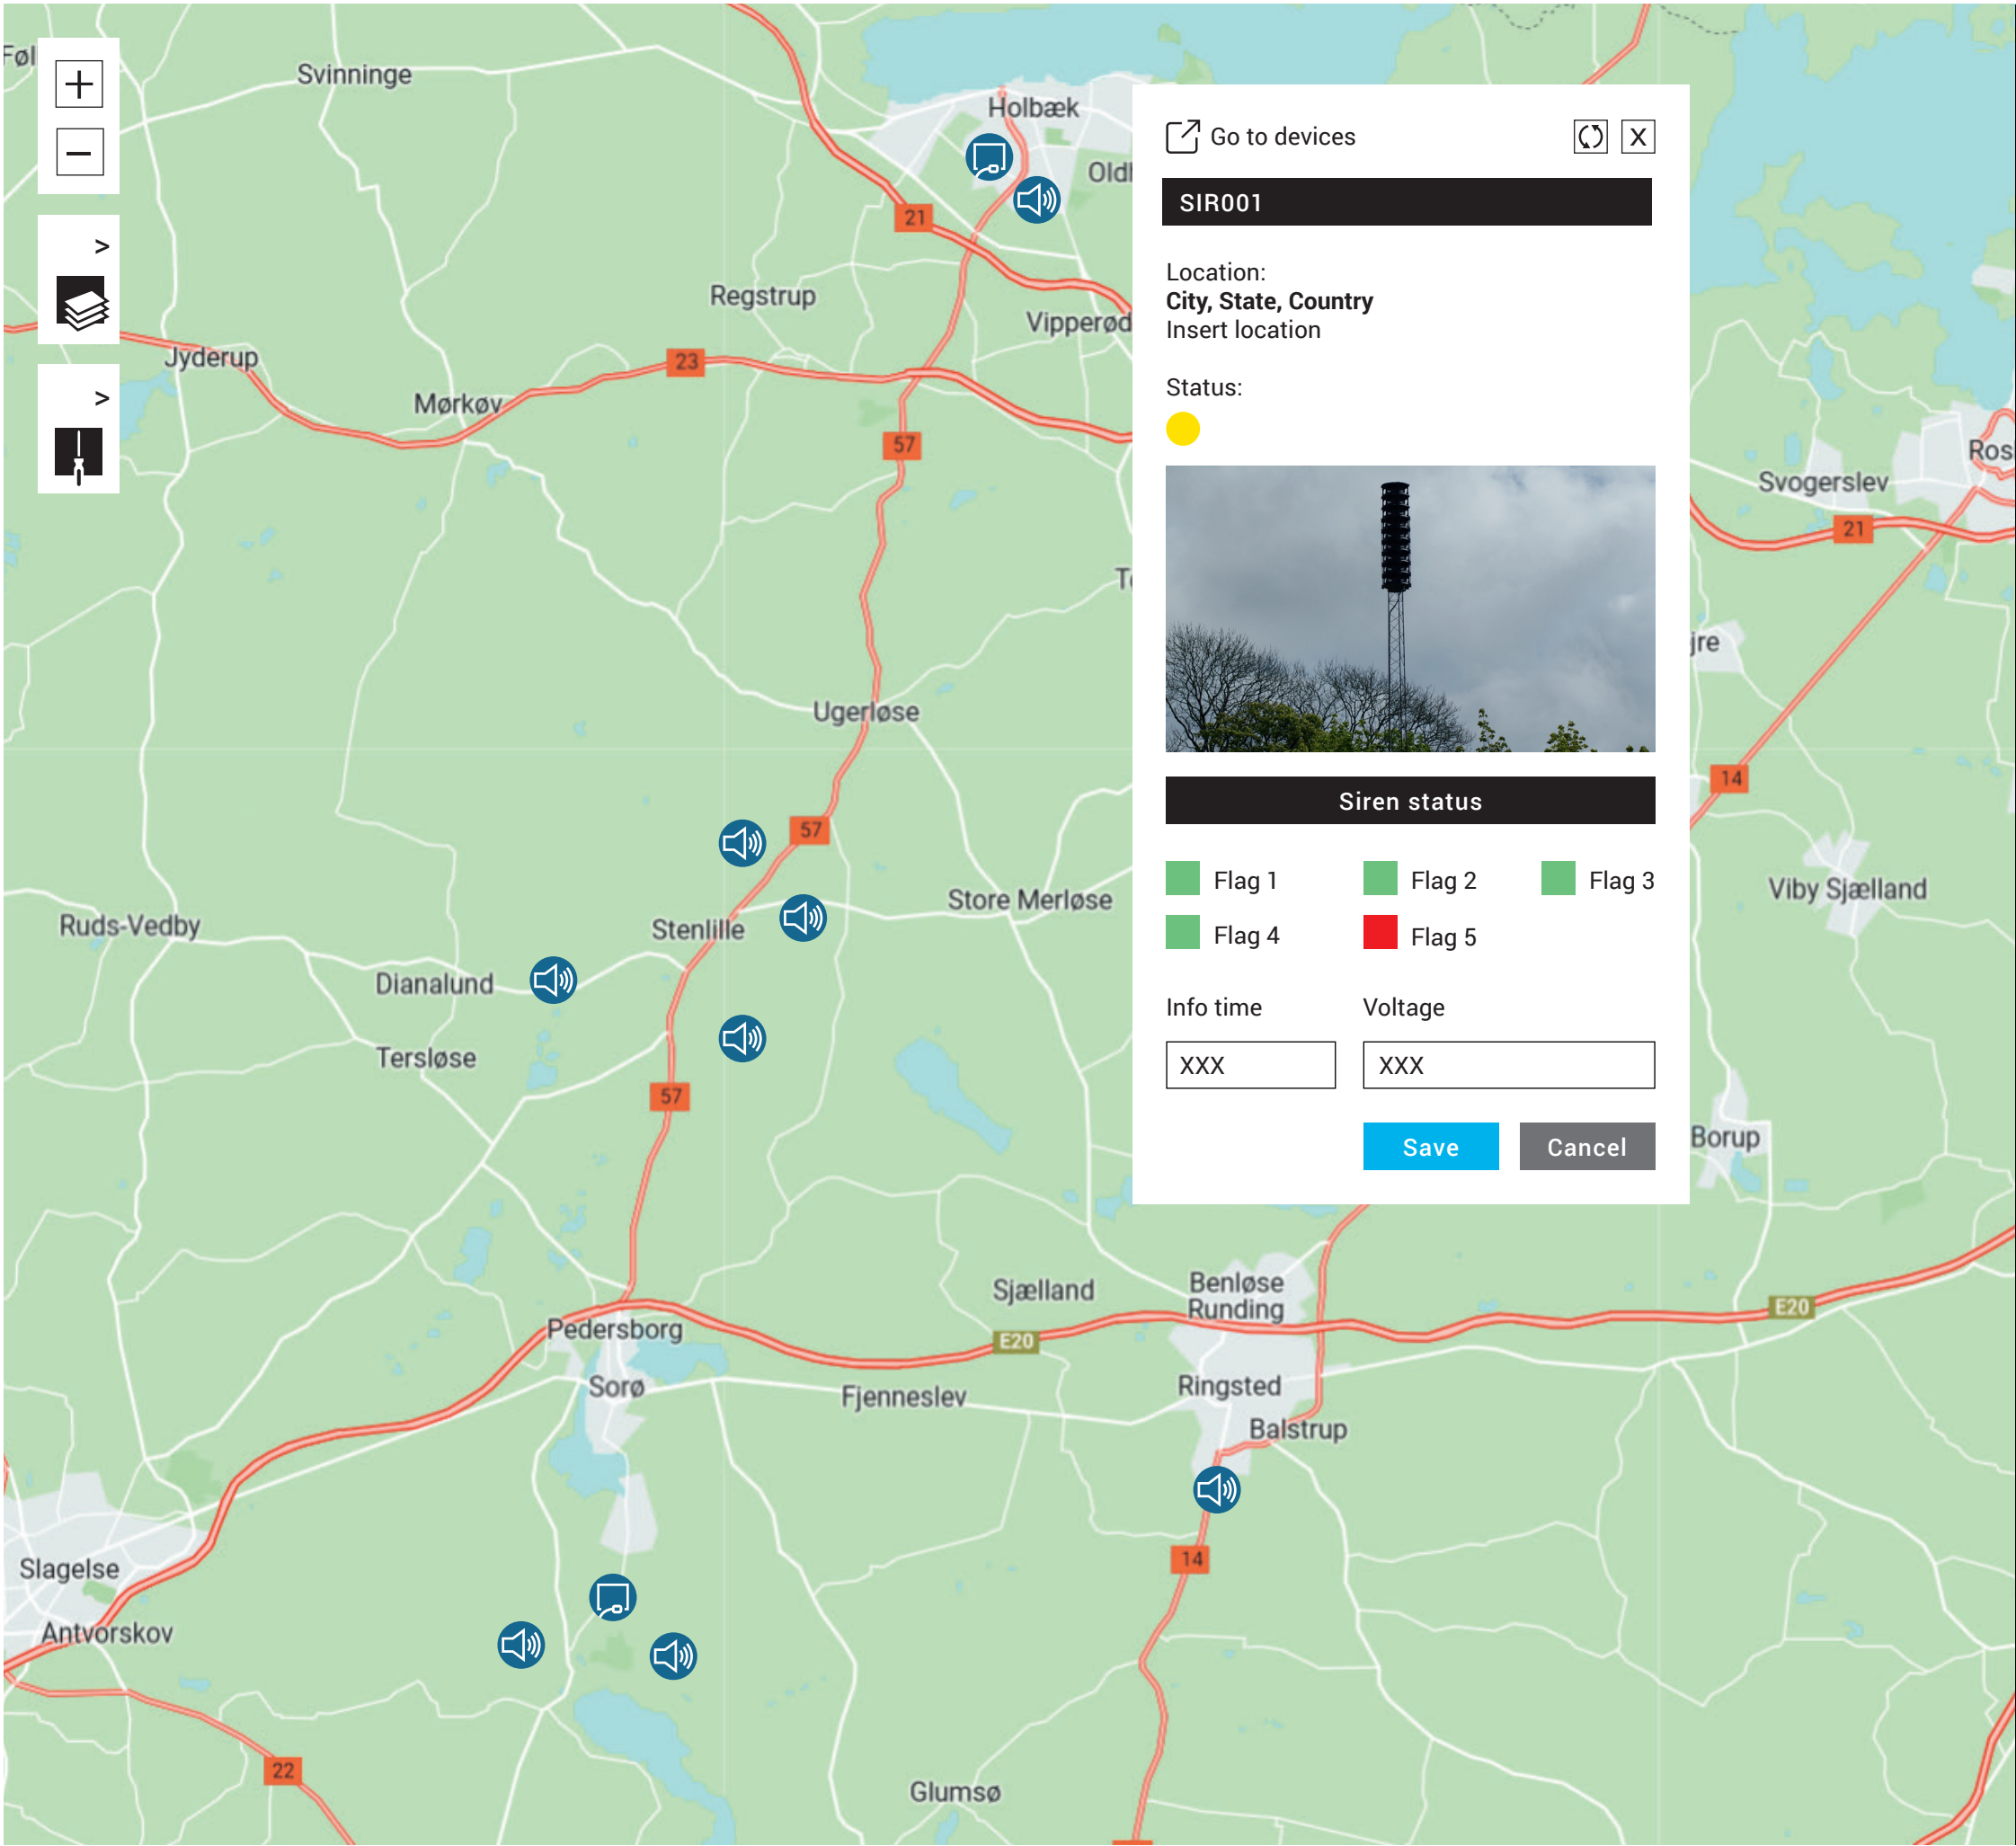 Føl
Svinninge
Holbæk
Go to devices
X
Old
SIR001
21
Location:
City, State, Country
Insert location
Regstrup
Vipperød
Jyderup
23
Status:
Mørkøv
57
Ros
Svogerslev
21
T
jre
Ugerløse
14
Siren status
57
Flag 1
Flag 2
Flag 3
Viby Sjælland
Store Merløse
Ruds-Vedby
Stenlille
Flag 4
Flag 5
Dianalund
Info time
Voltage
Tersløse
XXX
XXX
57
Borup
Save
Cancel
Sjælland
Benløse
Runding
E20
Pedersborg
E20
Sorø
Ringsted
Fjenneslev
Balstrup
14
Slagelse
Antvorskov
22
Glumsø